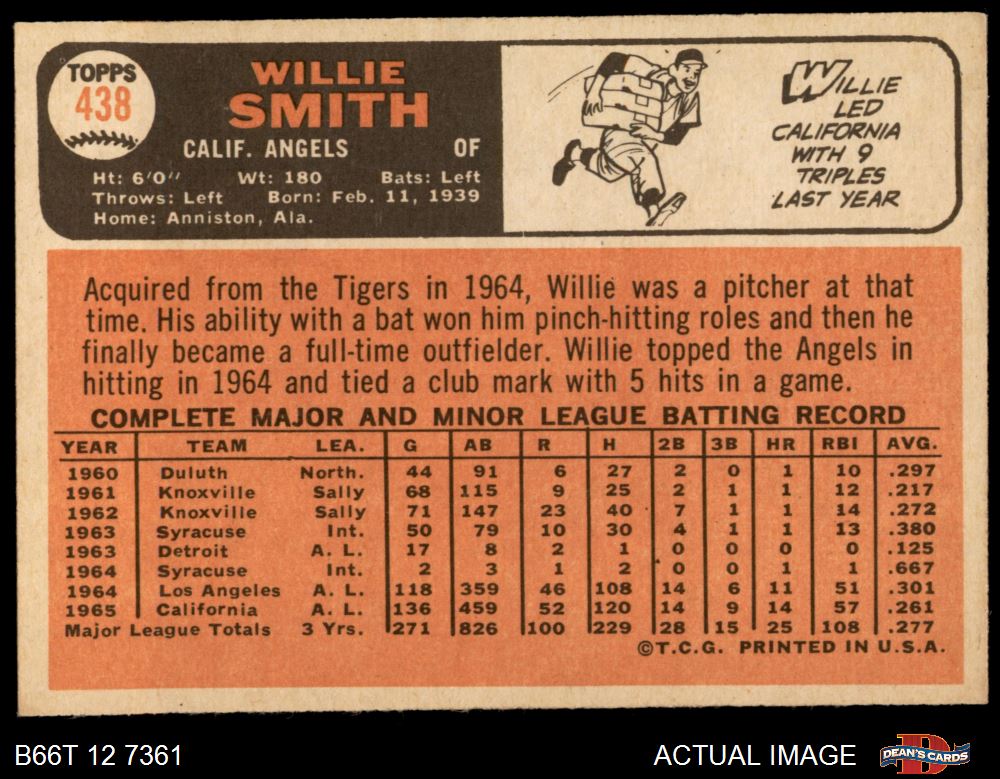 TOPPS
438
WILLIE
SMITH
CALIF. ANGELS OF
Ht: 6'0" Wt: 180 Bats: Left
Throws: Left Born: Feb. 11, 1939
Home: Anniston, Ala.
WILLIE
LED
CALIFORNIA
WITH 9
TRIPLES
LAST YEAR
Acquired from the Tigers in 1964, Willie was a pitcher at that
time. His ability with a bat won him pinch-hitting roles and then he
finally became a full-time outfielder. Willie topped the Angels in
hitting in 1964 and tied a club mark with 5 hits in a game.
COMPLETE MAJOR AND MINOR LEAGUE BATTING RECORD
YEAR TEAM LEA. G AB R H 2B 3B HR RBI AVG.
1960 Duluth North. 44 91 6 27 2 0 1 10 .297
1961 Knoxville Sally 68 115 9 25 2 1 1 12 .217
1962 Knoxville Sally 71 147 23 40 7 1 1 14 .272
1963 Syracuse Int. 50 79 10 30 4 1 1 13 .380
1963 Detroit A. L. 17 8 2 1 0 0 0 0 .125
1964 Syracuse Int. 2 3 1 2 0 0 1 1 .667
1964 Los Angeles A. L. 118 359 46 108 14 6 11 51 .301
1965 California A. L. 136 459 52 120 14 9 14 57 .261
Major League Totals 3 Yrs. 271 826 100 229 28 15 25 108 .277
©T.C.G. PRINTED IN U.S.A.
B66T 12 7361 ACTUAL IMAGE DEAN'S CARDS